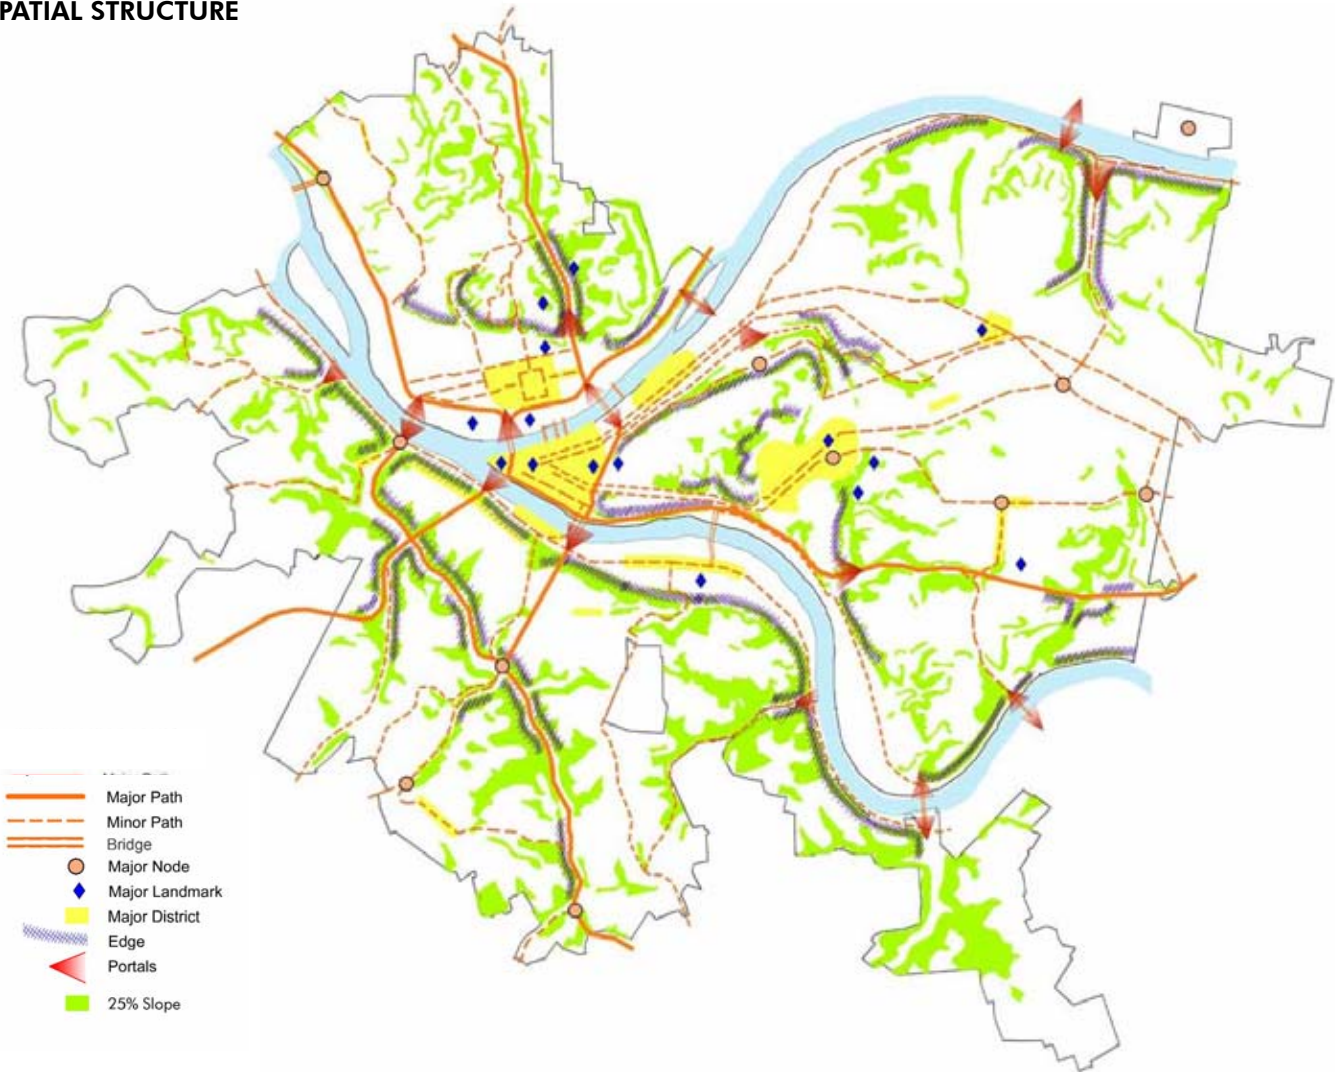 PATIAL STRUCTURE
Major Path
Minor Path
Bridge
Major Node
Major Landmark
Major District
Edge
Portals
25% Slope